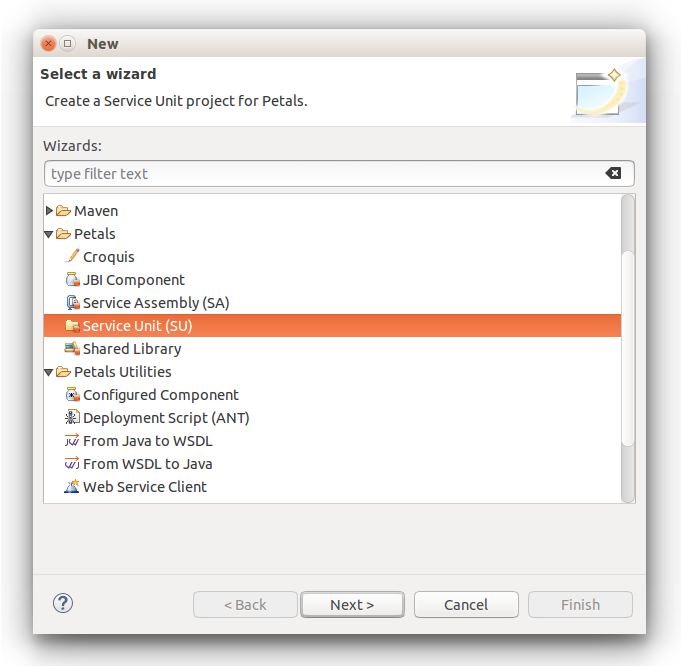 New
Select a wizard
Create a Service Unit project for Petals.
Wizards:
type filter text
Maven
Petals
Croquis
JBI Component
Service Assembly (SA)
Service Unit (SU)
Shared Library
Petals Utilities
Configured Component
Deployment Script (ANT)
From Java to WSDL
From WSDL to Java
Web Service Client
? < Back Next > Cancel Finish